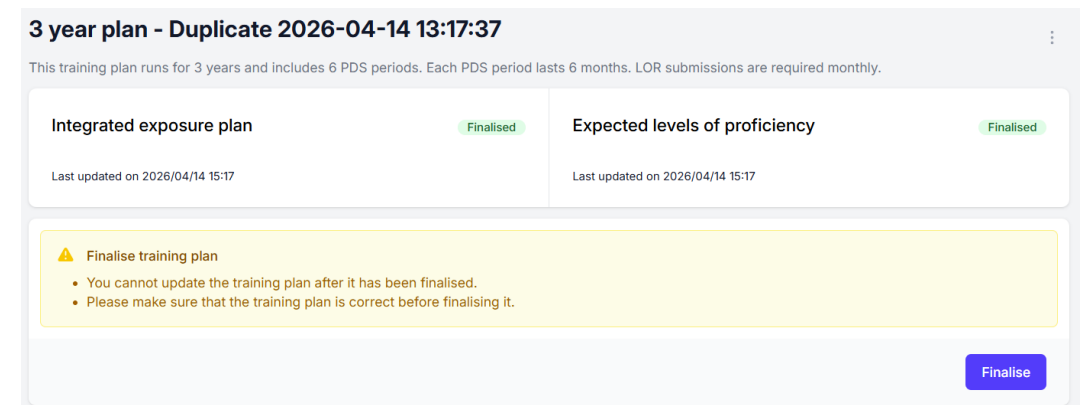 3 year plan - Duplicate 2026-04-14 13:17:37
This training plan runs for 3 years and includes 6 PDS periods. Each PDS period lasts 6 months. LOR submissions are required monthly.
Integrated exposure plan
Finalised
Last updated on 2026/04/14 15:17
Expected levels of proficiency
Finalised
Last updated on 2026/04/14 15:17
Finalise training plan
• You cannot update the training plan after it has been finalised.
• Please make sure that the training plan is correct before finalising it.
Finalise